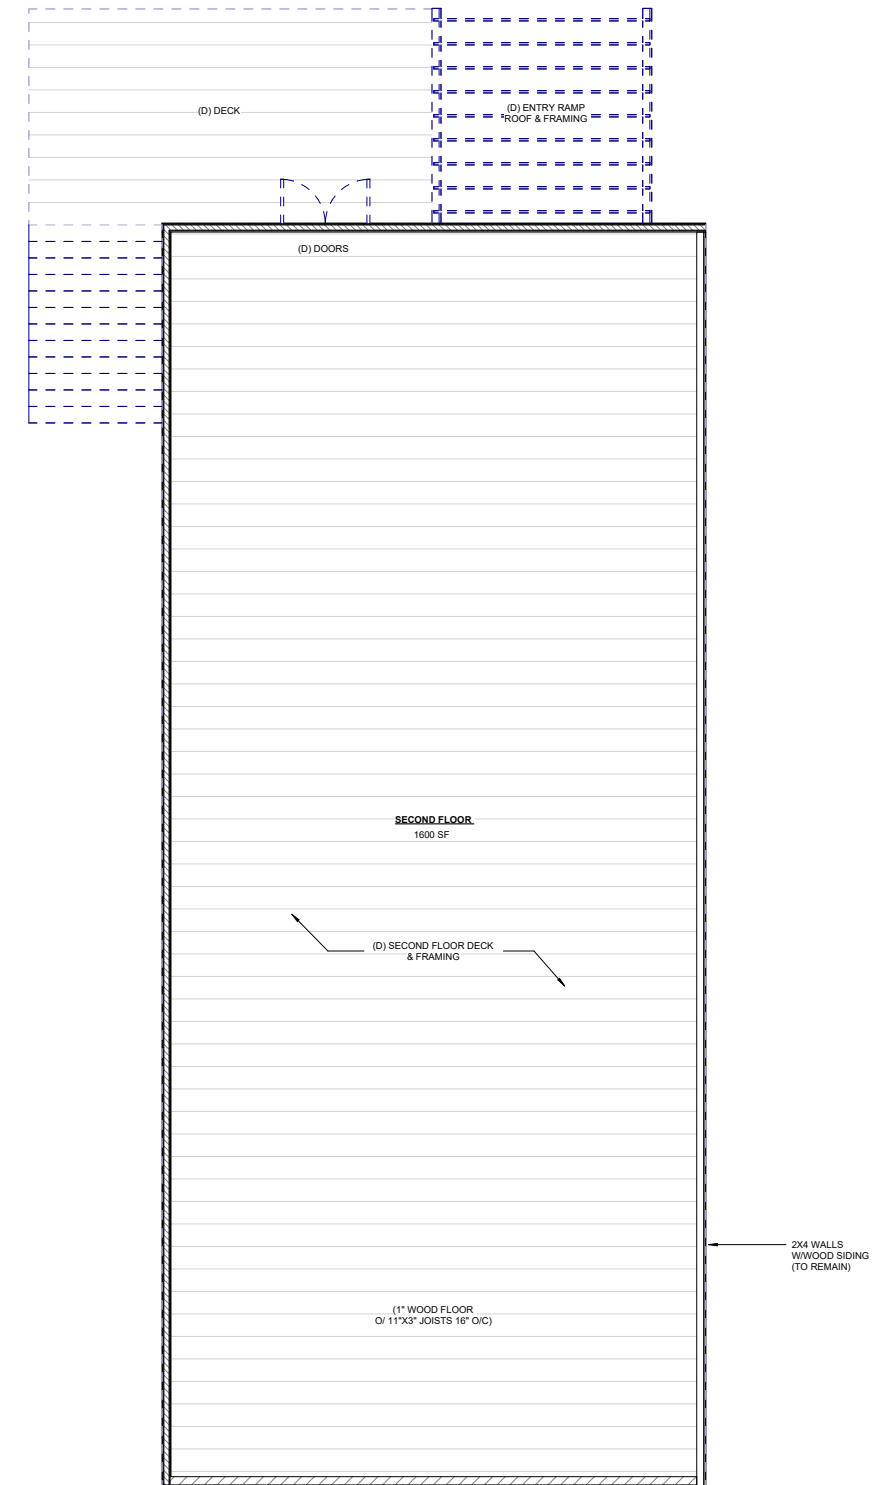 (D) DECK
(D) ENTRY RAMP
ROOF & FRAMING
(D) DOORS
SECOND FLOOR
1600 SF
(D) SECOND FLOOR DECK
& FRAMING
2X4 WALLS
W/WOOD SIDING
(TO REMAIN)
(1" WOOD FLOOR
O/ 11"X3" JOISTS 16" O/C)